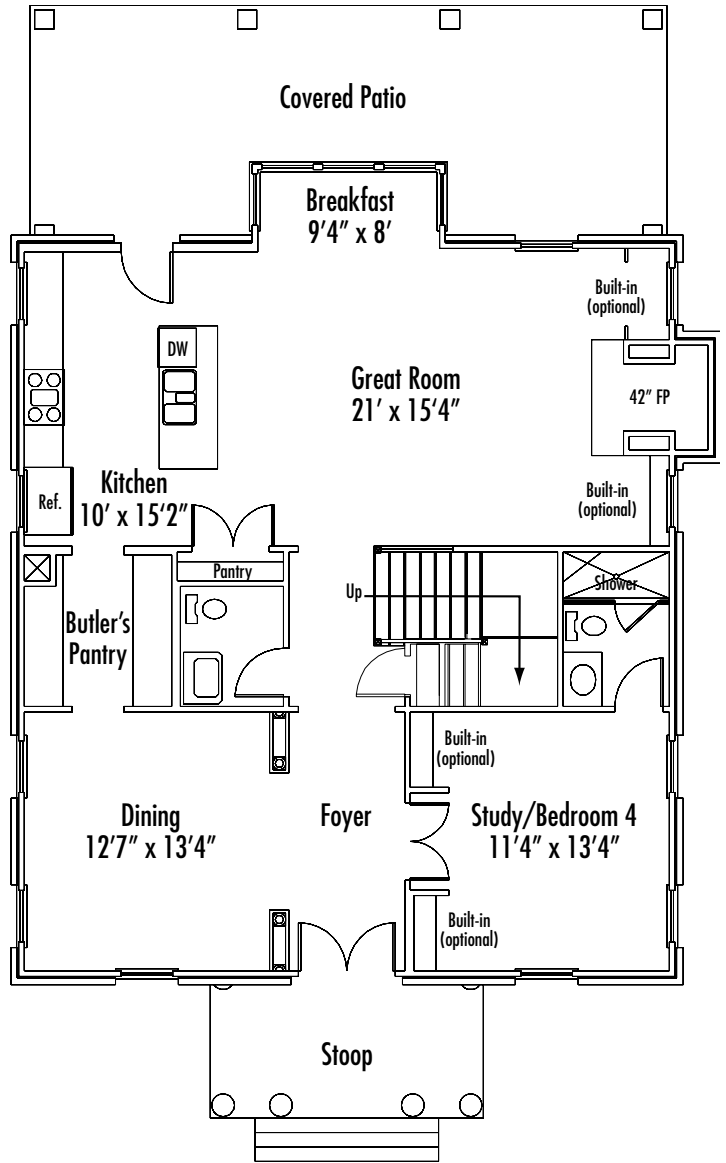 Covered Patio
Breakfast
9’4” x 8’
Built-in
(optional)
DW
Great Room
21’ x 15‘4”
42” FP
Kitchen
10’ x 15‘2”
Ref.
Built-in
(optional)
Pantry
Up
Shower
Butler’s
Pantry
Built-in
(optional)
Dining
12’7” x 13’4”
Foyer
Study/Bedroom 4
11’4” x 13’4”
Built-in
(optional)
Stoop